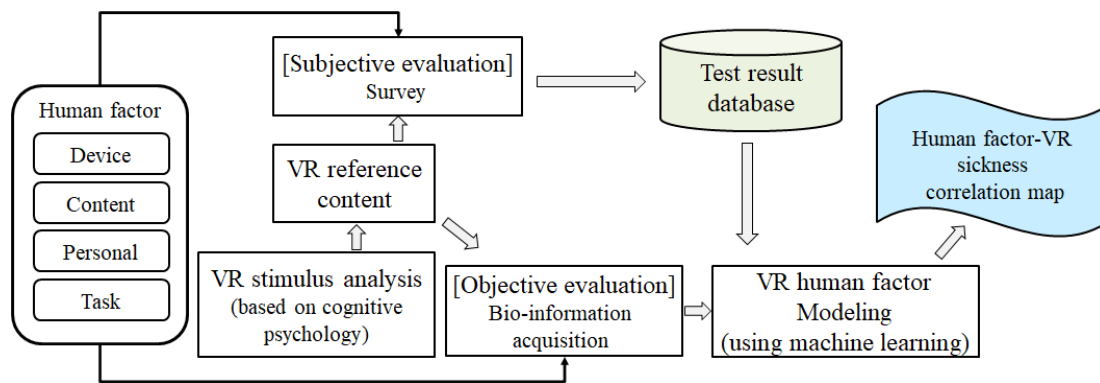 Human factor
Device
Content
Personal
Task
[Subjective evaluation]
Survey
VR reference
content
VR stimulus analysis
(based on cognitive
psychology)
[Objective evaluation]
Bio-information
acquisition
Test result
database
VR human factor
Modeling
(using machine learning)
Human factor-VR
sickness
correlation map